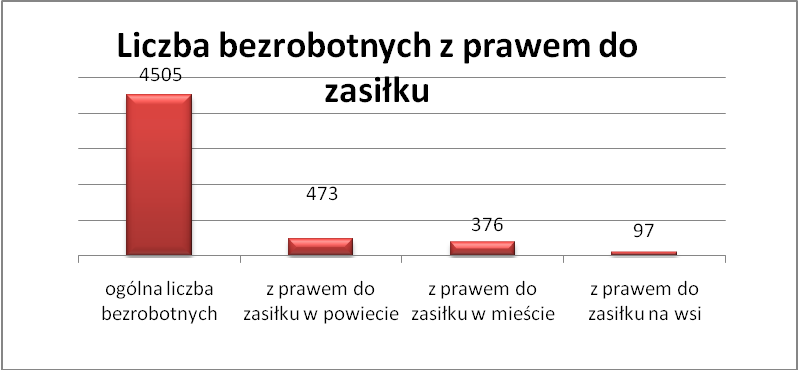 Liczba bezrobotnych z prawem do
zasiłku
4505
473
376
97
ogólna liczba
bezrobotnych
z prawem do
zasiłku w powiecie
z prawem do
zasiłku w mieście
z prawem do
zasiłku na wsi